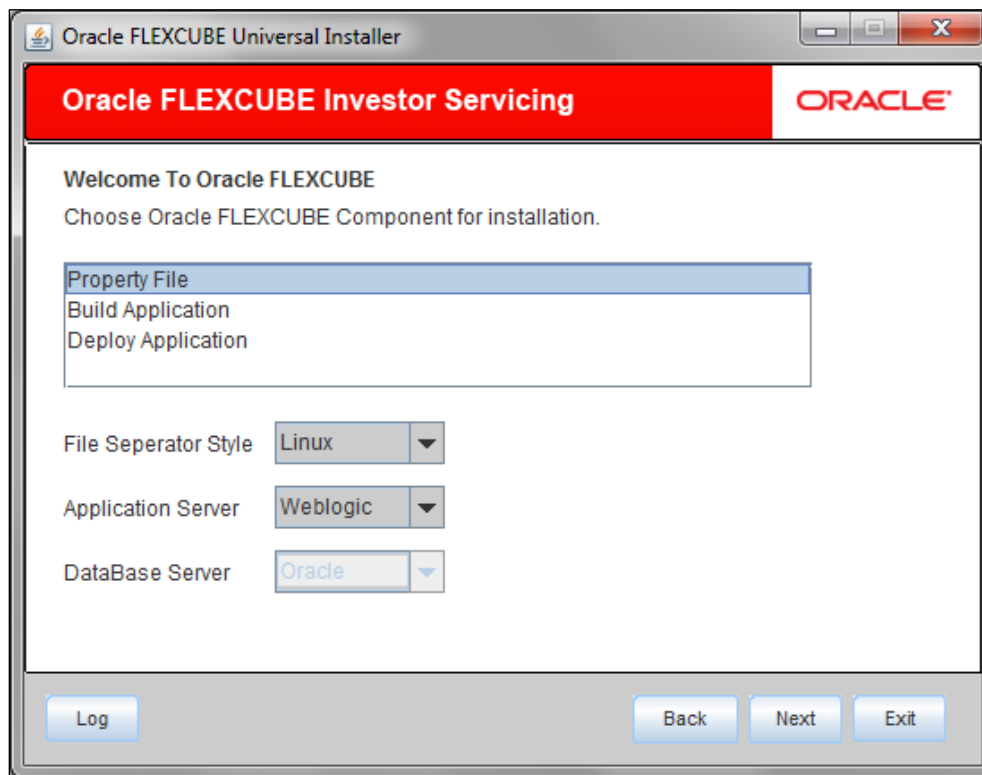 Oracle FLEXCUBE Universal Installer
Oracle FLEXCUBE Investor Servicing
ORACLE
Welcome To Oracle FLEXCUBE
Choose Oracle FLEXCUBE Component for installation.
Property File
Build Application
Deploy Application
File Seperator Style Linux
Application Server Weblogic
DataBase Server Oracle
Log Back Next Exit